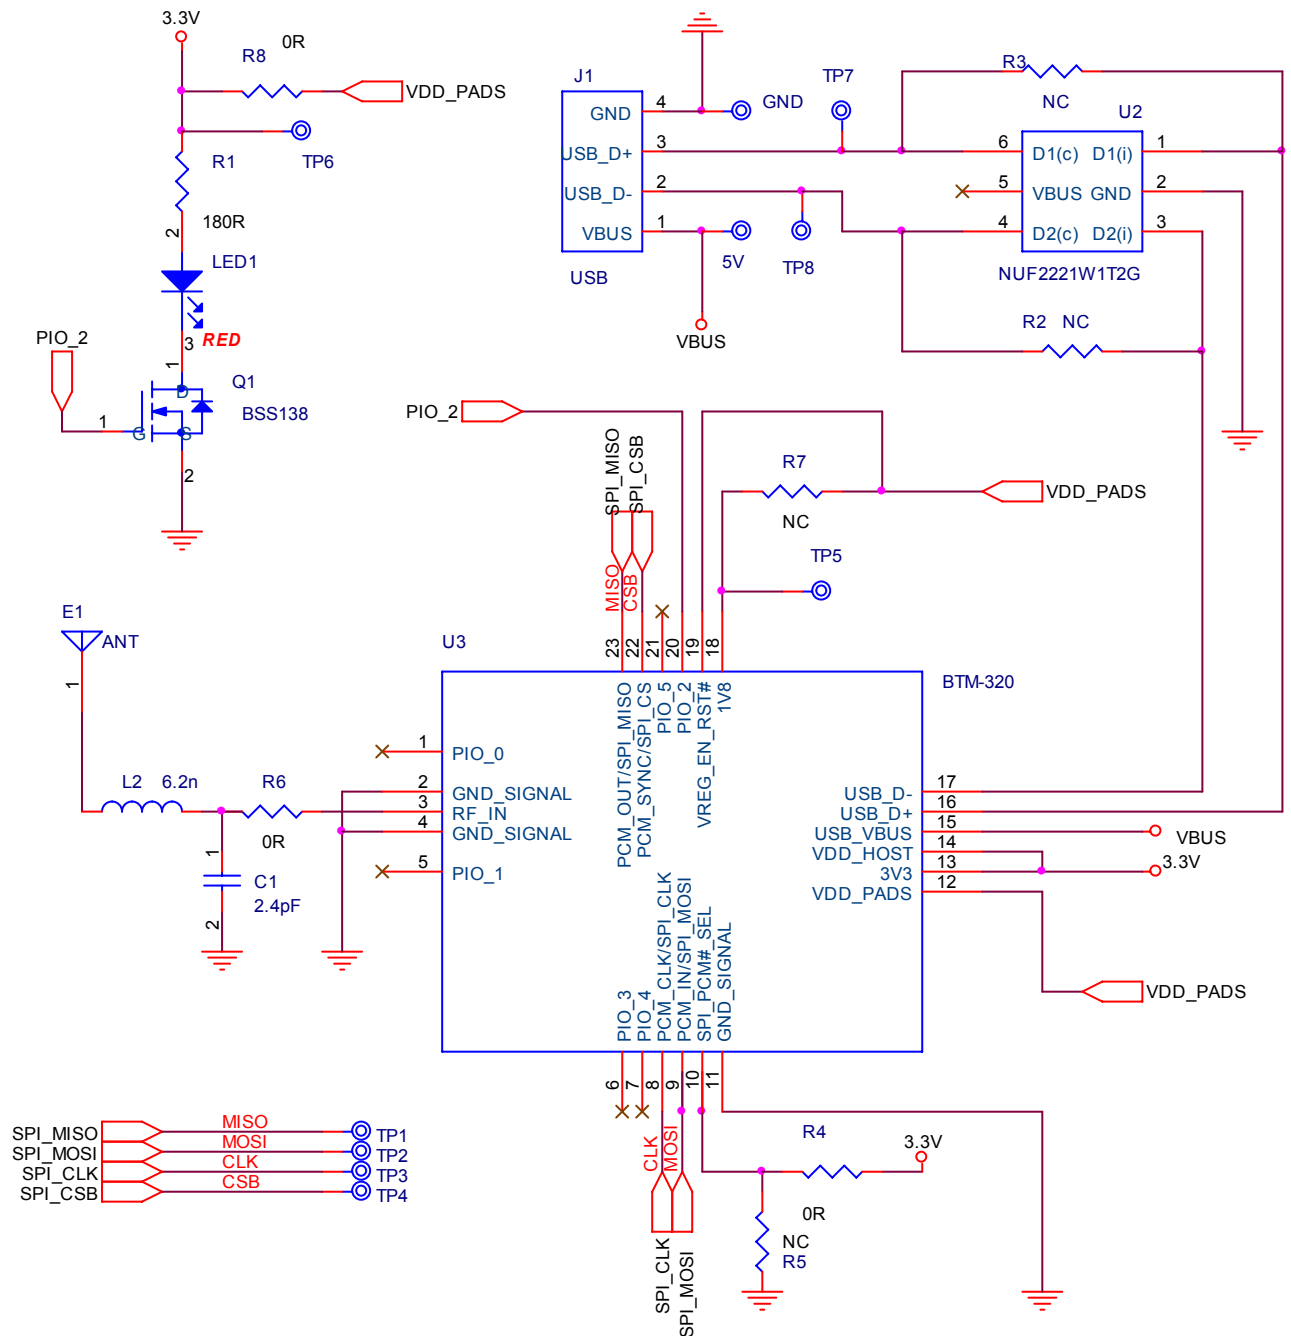 3.3V
R8
0R
VDD_PADS
TP6
R1
180R
2
LED1
RED
3
1
PIO_2
Q1
BSS138
D
G
S
1
2
J1
USB
GND
USB_D+
USB_D-
VBUS
4
3
2
1
GND
TP7
TP8
5V
VBUS
R3
NC
U2
6
5
4
D1(c) D1(i)
VBUS GND
D2(c) D2(i)
1
2
3
NUF2221W1T2G
R2 NC
PIO_2
SPI_MISO
SPI_CSB
MISO
CSB
R7
NC
VDD_PADS
TP5
E1
ANT
1
L2 6.2n
R6
0R
1
C1
2.4pF
2
U3
BTM-320
23
22
21
20
19
18
PCM_OUT/SPI_MISO
PCM_SYNC/SPI_CS
PIO_5
PIO_2
VREG_EN_RST#
1V8
1
PIO_0
2
GND_SIGNAL
3
RF_IN
4
GND_SIGNAL
5
PIO_1
USB_D-
17
USB_D+
16
USB_VBUS
15
VDD_HOST
14
3V3
13
VDD_PADS
12
VBUS
3.3V
VDD_PADS
PIO_3
PIO_4
PCM_CLK/SPI_CLK
PCM_IN/SPI_MOSI
SPI_PCM#_SEL
GND_SIGNAL
6
7
8
9
10
11
CLK
MOSI
SPI_CLK
SPI_MOSI
R4
0R
3.3V
NC
R5
SPI_MISO
MISO
TP1
SPI_MOSI
MOSI
TP2
SPI_CLK
CLK
TP3
SPI_CSB
CSB
TP4